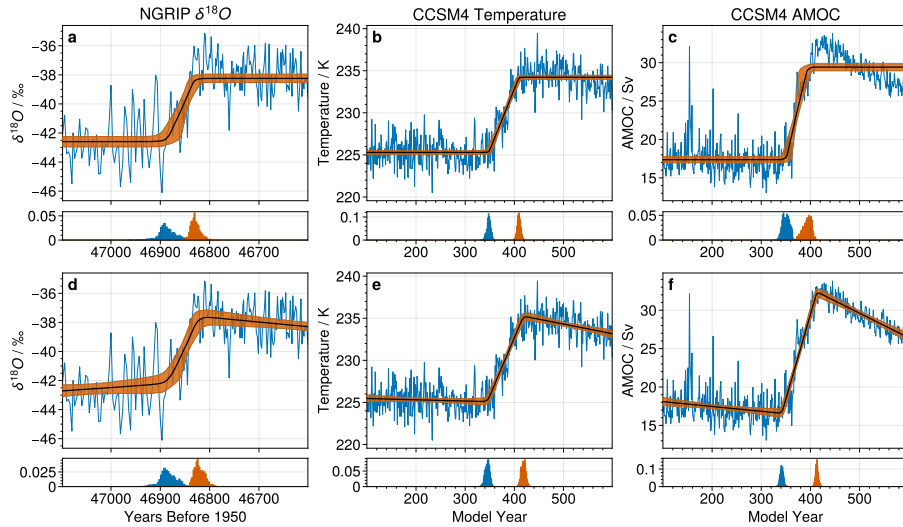 NGRIP δ¹⁸O
CCSM4 Temperature
CCSM4 AMOC
a
b
c
δ¹⁸O / ‰
−36
−38
−40
−42
−44
−46
Temperature / K
240
235
230
225
220
AMOC / Sv
30
25
20
15
0.05
0
0.1
0
0.05
0
47000 46900 46800 46700
200 300 400 500
200 300 400 500
d
e
f
δ¹⁸O / ‰
−36
−38
−40
−42
−44
−46
Temperature / K
240
235
230
225
220
AMOC / Sv
30
25
20
15
0.025
0
0.05
0
0.1
0
47000 46900 46800 46700
200 300 400 500
200 300 400 500
Years Before 1950
Model Year
Model Year